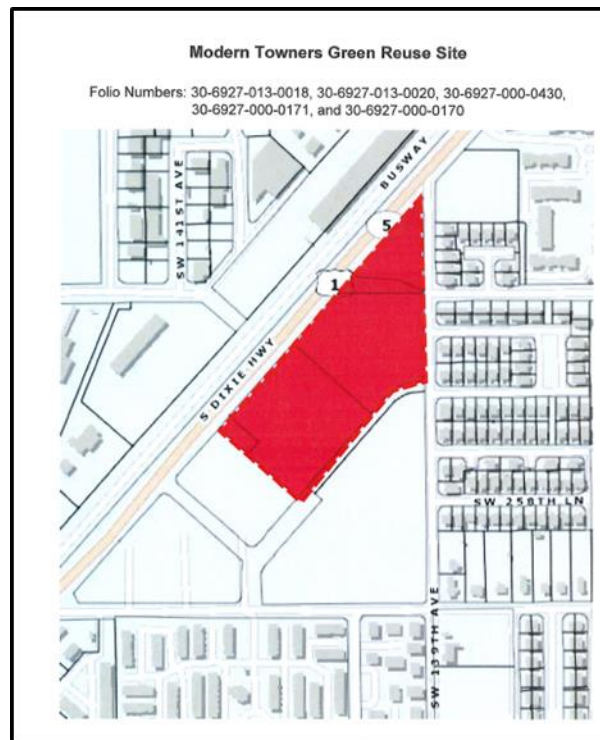 Modern Towners Green Reuse Site
Folio Numbers: 30-6927-013-0018, 30-6927-013-0020, 30-6927-000-0430,
30-6927-000-0171, and 30-6927-000-0170
BUSWAY
SW 141ST AVE
5
1
S DIXIE HWY
SW 258TH LN
SW 139TH AVE